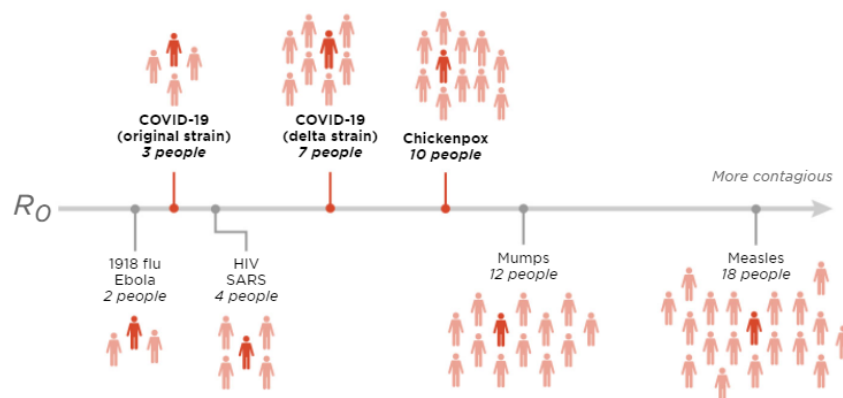 COVID-19
(original strain)
3 people
COVID-19
(delta strain)
7 people
Chickenpox
10 people
More contagious
R0
1918 flu
Ebola
2 people
HIV
SARS
4 people
Mumps
12 people
Measles
18 people